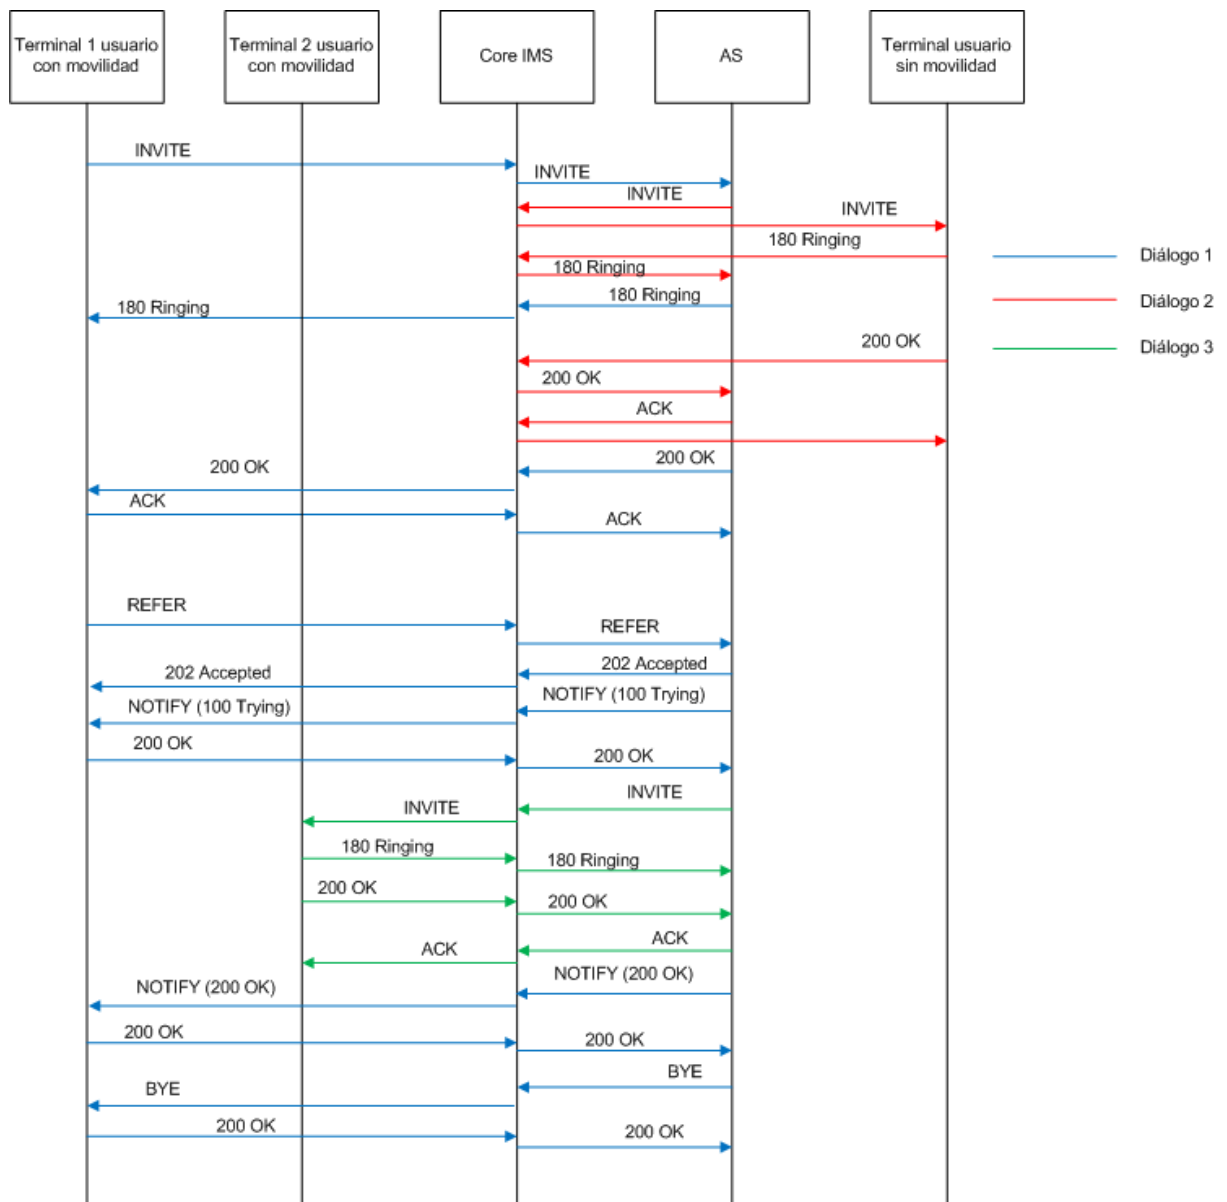 Terminal 1 usuario
con movilidad
Terminal 2 usuario
con movilidad
Core IMS
AS
Terminal usuario
sin movilidad
INVITE
INVITE
INVITE
INVITE
180 Ringing
180 Ringing
180 Ringing
180 Ringing
Diálogo 1
Diálogo 2
Diálogo 3
200 OK
200 OK
ACK
200 OK
200 OK
ACK
ACK
REFER
REFER
202 Accepted
202 Accepted
NOTIFY (100 Trying)
NOTIFY (100 Trying)
200 OK
200 OK
INVITE
INVITE
180 Ringing
180 Ringing
200 OK
200 OK
ACK
ACK
NOTIFY (200 OK)
NOTIFY (200 OK)
200 OK
200 OK
BYE
BYE
200 OK
200 OK